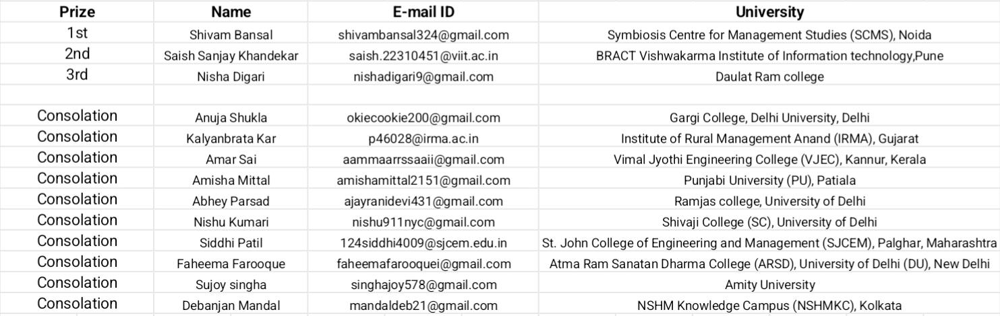 Prize Name E-mail ID University
1st Shivam Bansal shivambansal324@gmail.com Symbiosis Centre for Management Studies (SCMS), Noida
2nd Saish Sanjay Khandekar saish.22310451@viit.ac.in BRACT Vishwakarma Institute of Information technology,Pune
3rd Nisha Digari nishadigari9@gmail.com Daulat Ram college
Consolation Anuja Shukla okiecookie200@gmail.com Gargi College, Delhi University, Delhi
Consolation Kalyanbrata Kar p46028@irma.ac.in Institute of Rural Management Anand (IRMA), Gujarat
Consolation Amar Sai aammaarrssaaii@gmail.com Vimal Jyothi Engineering College (VJEC), Kannur, Kerala
Consolation Amisha Mittal amishamittal2151@gmail.com Punjabi University (PU), Patiala
Consolation Abhey Parsad ajayranidevi431@gmail.com Ramjas college, University of Delhi
Consolation Nishu Kumari nishu911nyc@gmail.com Shivaji College (SC), University of Delhi
Consolation Siddhi Patil 124siddhi4009@sjcem.edu.in St. John College of Engineering and Management (SJCEM), Palghar, Maharashtra
Consolation Faheema Farooque faheemafarooquei@gmail.com Atma Ram Sanatan Dharma College (ARSD), University of Delhi (DU), New Delhi
Consolation Sujoy singha singhajoy578@gmail.com Amity University
Consolation Debanjan Mandal mandaldeb21@gmail.com NSHM Knowledge Campus (NSHMKC), Kolkata